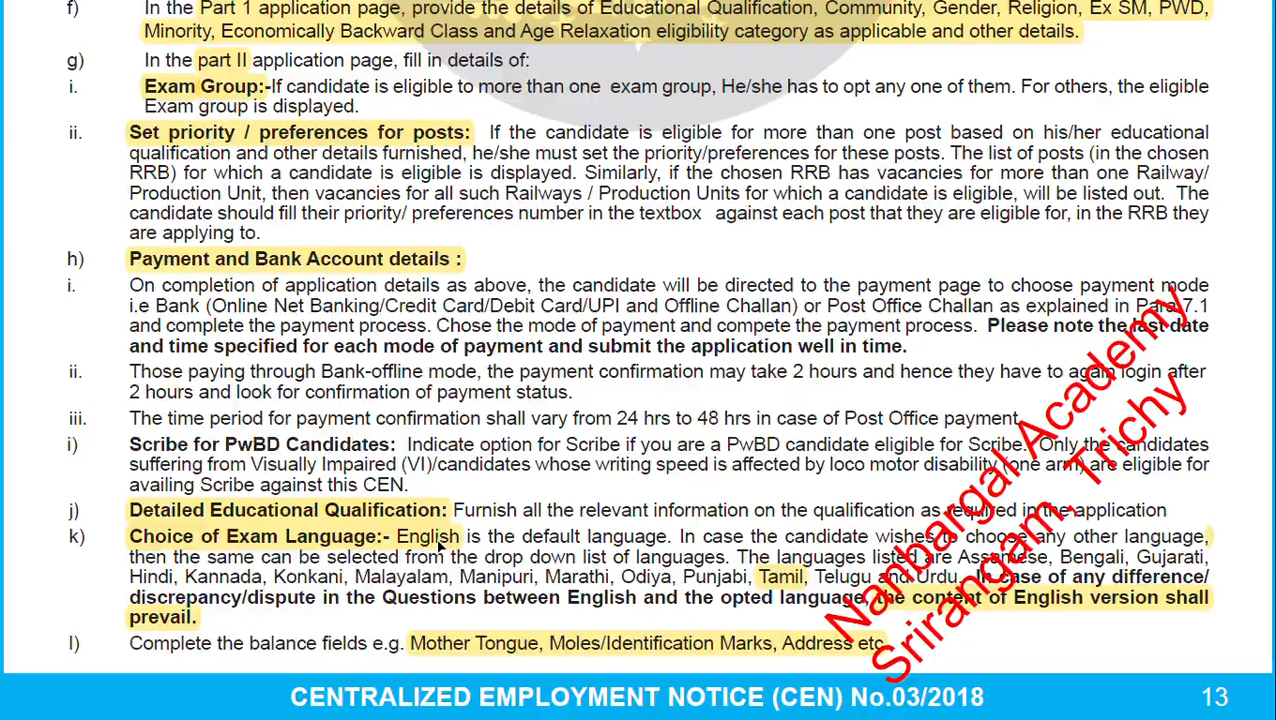 f) In the Part 1 application page, provide the details of Educational Qualification, Community, Gender, Religion, Ex SM, PWD,
Minority, Economically Backward Class and Age Relaxation eligibility category as applicable and other details.
g) In the part II application page, fill in details of:
i. Exam Group:-If candidate is eligible to more than one exam group, He/she has to opt any one of them. For others, the eligible
Exam group is displayed.
ii. Set priority / preferences for posts: If the candidate is eligible for more than one post based on his/her educational
qualification and other details furnished, he/she must set the priority/preferences for these posts. The list of posts (in the chosen
RRB) for which a candidate is eligible is displayed. Similarly, if the chosen RRB has vacancies for more than one Railway/
Production Unit, then vacancies for all such Railways / Production Units for which a candidate is eligible, will be listed out. The
candidate should fill their priority/ preferences number in the textbox against each post that they are eligible for, in the RRB they
are applying to.
h) Payment and Bank Account details :
i. On completion of application details as above, the candidate will be directed to the payment page to choose payment mode
i.e Bank (Online Net Banking/Credit Card/Debit Card/UPI and Offline Challan) or Post Office Challan as explained in Para 7.1
and complete the payment process. Chose the mode of payment and compete the payment process. Please note the last date
and time specified for each mode of payment and submit the application well in time.
ii. Those paying through Bank-offline mode, the payment confirmation may take 2 hours and hence they have to again login after
2 hours and look for confirmation of payment status.
iii. The time period for payment confirmation shall vary from 24 hrs to 48 hrs in case of Post Office payment.
i) Scribe for PwBD Candidates: Indicate option for Scribe if you are a PwBD candidate eligible for Scribe. Only the candidates
suffering from Visually Impaired (VI)/candidates whose writing speed is affected by loco motor disability (one arm) are eligible for
availing Scribe against this CEN.
j) Detailed Educational Qualification: Furnish all the relevant information on the qualification as required in the application
k) Choice of Exam Language:- English is the default language. In case the candidate wishes to choose any other language,
then the same can be selected from the drop down list of languages. The languages listed are Assamese, Bengali, Gujarati,
Hindi, Kannada, Konkani, Malayalam, Manipuri, Marathi, Odiya, Punjabi, Tamil, Telugu and Urdu. In case of any difference/
discrepancy/dispute in the Questions between English and the opted language, the content of English version shall
prevail.
l) Complete the balance fields e.g. Mother Tongue, Moles/Identification Marks, Address etc.
Nanbargal Academy
Srirangam, Trichy
CENTRALIZED EMPLOYMENT NOTICE (CEN) No.03/2018 13